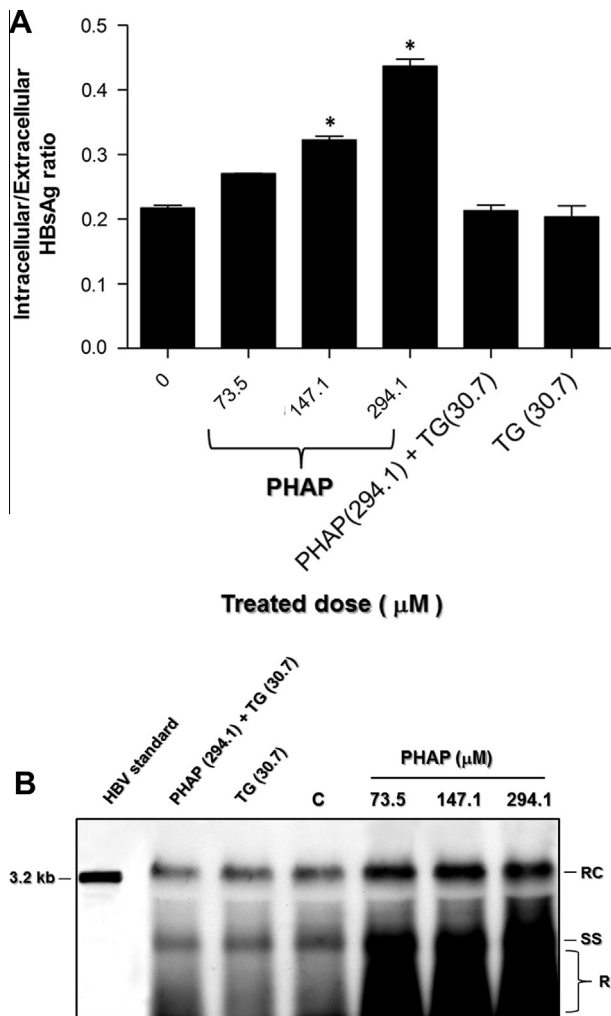 A
Intracellular/Extracellular
HBsAg ratio
0.5
0.4
0.3
0.2
0.1
0.0
*
*
0
73.5
147.1
294.1
PHAP(294.1) + TG(30.7)
TG (30.7)
PHAP
Treated dose ( μM )
B
HBV standard
PHAP (294.1) + TG (30.7)
TG (30.7)
C
PHAP (μM)
73.5 147.1 294.1
3.2 kb
RC
SS
R